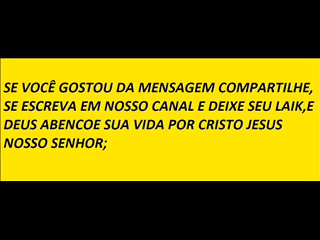 SE VOCÊ GOSTOU DA MENSAGEM COMPARTILHE,
SE ESCREVA EM NOSSO CANAL E DEIXE SEU LAIK,E
DEUS ABENCOE SUA VIDA POR CRISTO JESUS
NOSSO SENHOR;